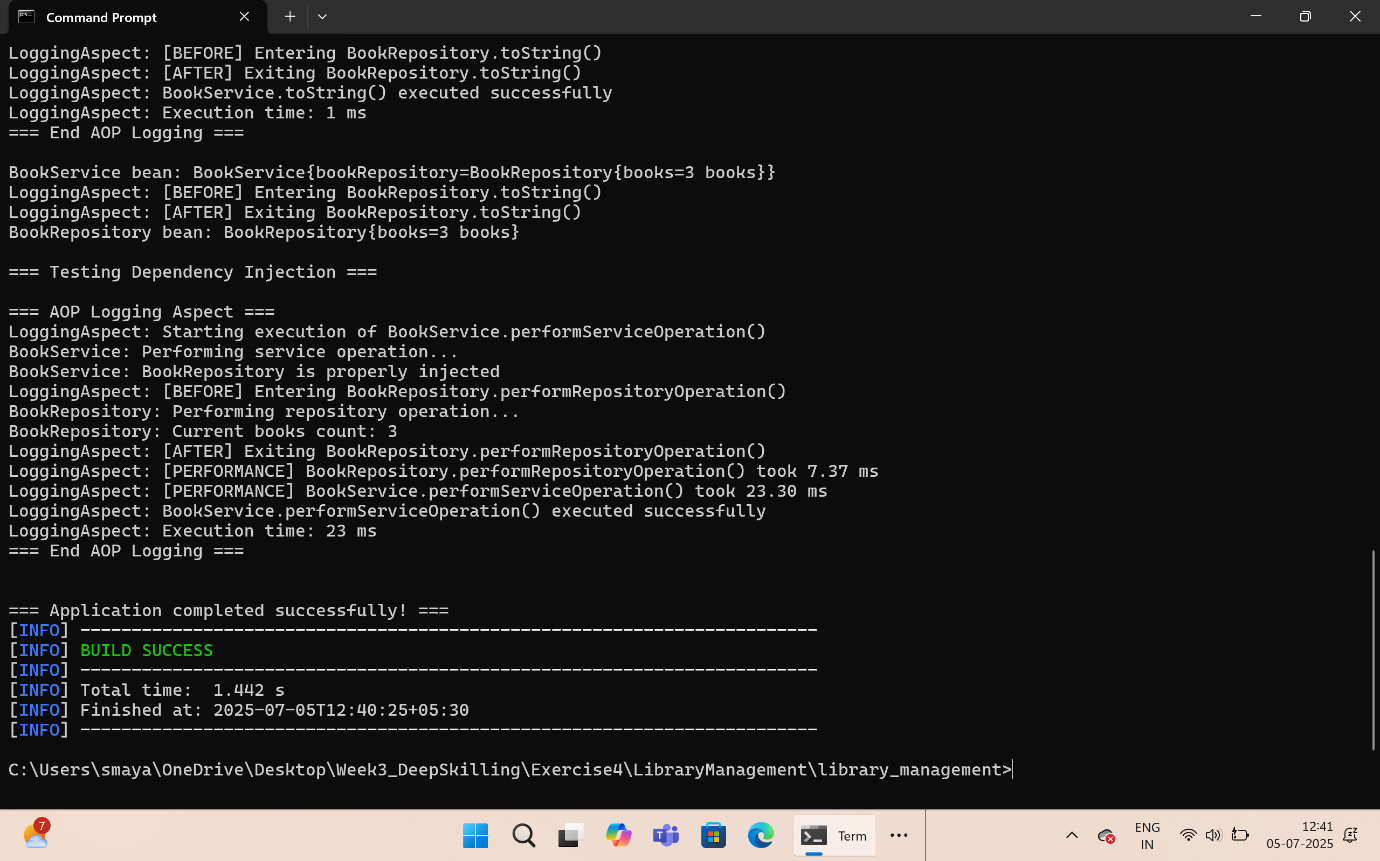 Command Prompt
LoggingAspect: [BEFORE] Entering BookRepository.toString()
LoggingAspect: [AFTER] Exiting BookRepository.toString()
LoggingAspect: BookService.toString() executed successfully
LoggingAspect: Execution time: 1 ms
=== End AOP Logging ===
BookService bean: BookService{bookRepository=BookRepository{books=3 books}}
LoggingAspect: [BEFORE] Entering BookRepository.toString()
LoggingAspect: [AFTER] Exiting BookRepository.toString()
BookRepository bean: BookRepository{books=3 books}
=== Testing Dependency Injection ===
=== AOP Logging Aspect ===
LoggingAspect: Starting execution of BookService.performServiceOperation()
BookService: Performing service operation...
BookService: BookRepository is properly injected
LoggingAspect: [BEFORE] Entering BookRepository.performRepositoryOperation()
BookRepository: Performing repository operation...
BookRepository: Current books count: 3
LoggingAspect: [AFTER] Exiting BookRepository.performRepositoryOperation()
LoggingAspect: [PERFORMANCE] BookRepository.performRepositoryOperation() took 7.37 ms
LoggingAspect: [PERFORMANCE] BookService.performServiceOperation() took 23.30 ms
LoggingAspect: BookService.performServiceOperation() executed successfully
LoggingAspect: Execution time: 23 ms
=== End AOP Logging ===
=== Application completed successfully! ===
[INFO] ------------------------------------------------------------------------
[INFO] BUILD SUCCESS
[INFO] ------------------------------------------------------------------------
[INFO] Total time:  1.442 s
[INFO] Finished at: 2025-07-05T12:40:25+05:30
[INFO] ------------------------------------------------------------------------
C:\Users\smaya\OneDrive\Desktop\Week3_DeepSkilling\Exercise4\LibraryManagement\library_management>
7
Term
ENG
IN
12:41
05-07-2025